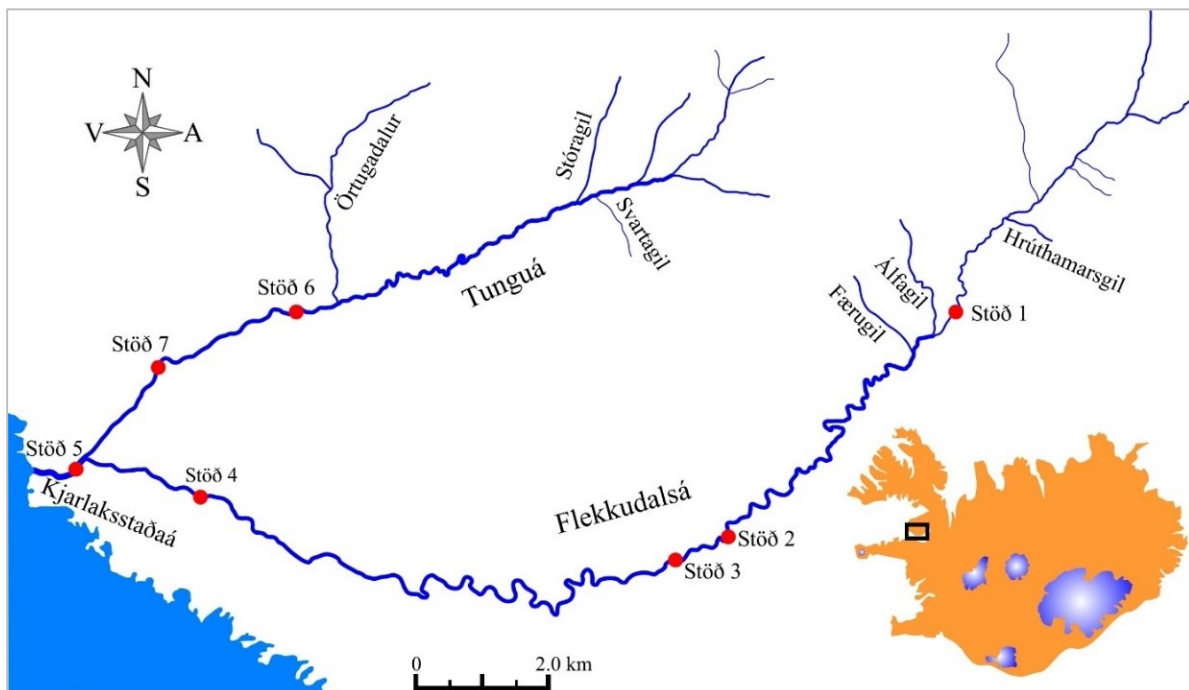 N
V
A
S
Örtugadalur
Stóragil
Svartagil
Tunguá
Hrúthamarsgil
Álfagil
Færugil
Stöð 1
Stöð 6
Stöð 7
Stöð 5
Stöð 4
Kjarlaksstaðaá
Flekkudalsá
Stöð 2
Stöð 3
0 2.0 km